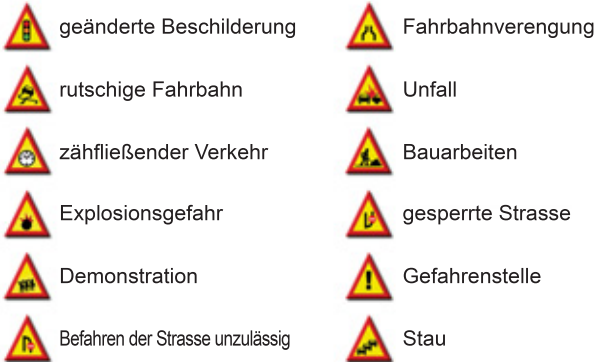 geänderte Beschilderung
Fahrbahnverengung
rutschige Fahrbahn
Unfall
zähfließender Verkehr
Bauarbeiten
Explosionsgefahr
gesperrte Strasse
Demonstration
Gefahrenstelle
Befahren der Strasse unzulässig
Stau